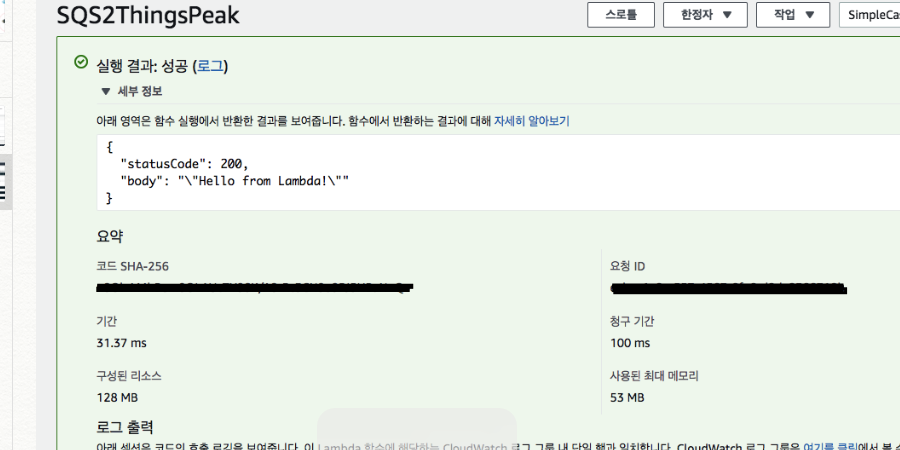 SQS2ThingsPeak
스로틀
한정자 ▼
작업 ▼
SimpleCas
실행 결과: 성공 (로그)
▼ 세부 정보
아래 영역은 함수 실행에서 반환한 결과를 보여줍니다. 함수에서 반환하는 결과에 대해 자세히 알아보기
{
"statusCode": 200,
"body": "\"Hello from Lambda!\""
}
요약
코드 SHA-256
요청 ID
기간
청구 기간
31.37 ms
100 ms
구성된 리소스
사용된 최대 메모리
128 MB
53 MB
로그 출력
아래 섹션은 코드의 호출 로깅을 보여줍니다. 이 Lambda 함수에 해당하는 CloudWatch 로그 그룹 내 단일 행과 일치합니다. CloudWatch 로그 그룹은 여기를 클릭에서 볼 수